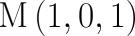 M (1, 0, 1)